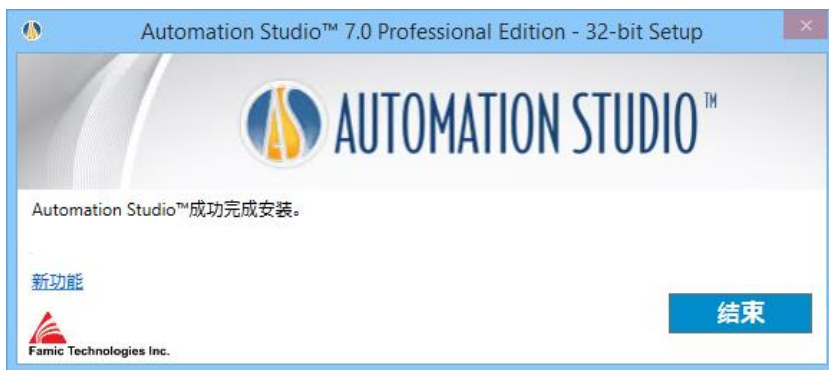 Automation Studio™ 7.0 Professional Edition - 32-bit Setup
AUTOMATION STUDIO™
Automation Studio™成功完成安装。
新功能
结束
Famic Technologies Inc.